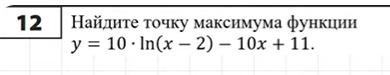 12
Найдите точку максимума функции
y = 10 · ln(x − 2) − 10x + 11.